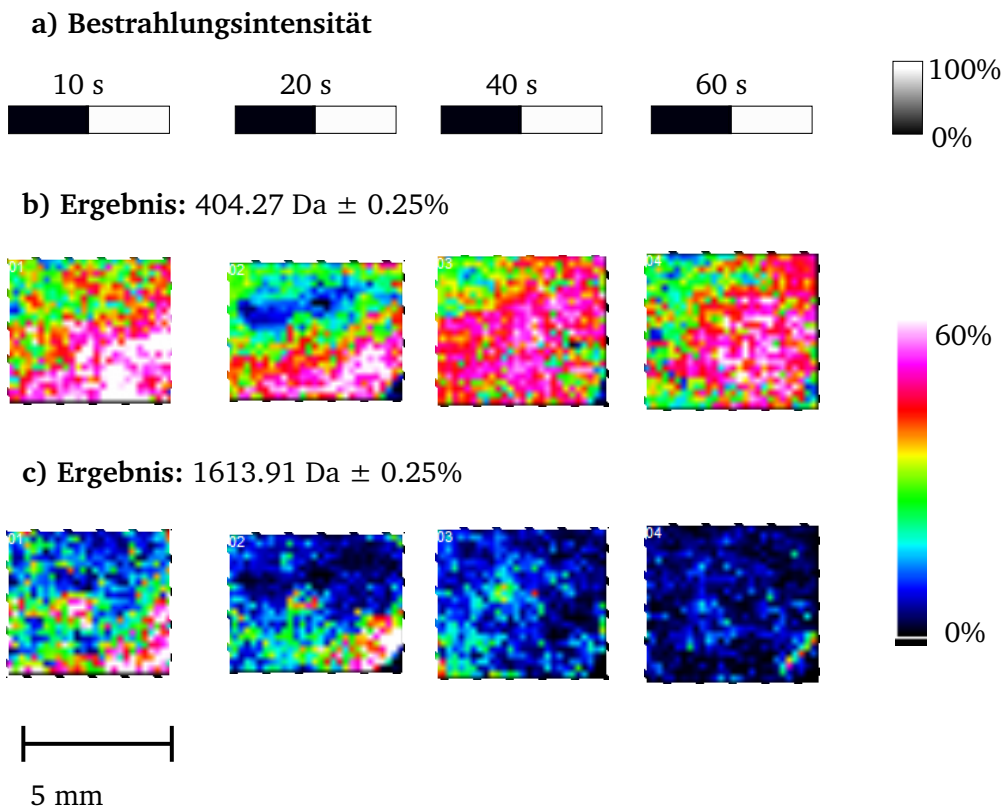 a) Bestrahlungsintensität
10 s 20 s 40 s 60 s
100%
0%
b) Ergebnis: 404.27 Da ± 0.25%
01 02 03 04
60%
0%
c) Ergebnis: 1613.91 Da ± 0.25%
01 02 03 04
5 mm